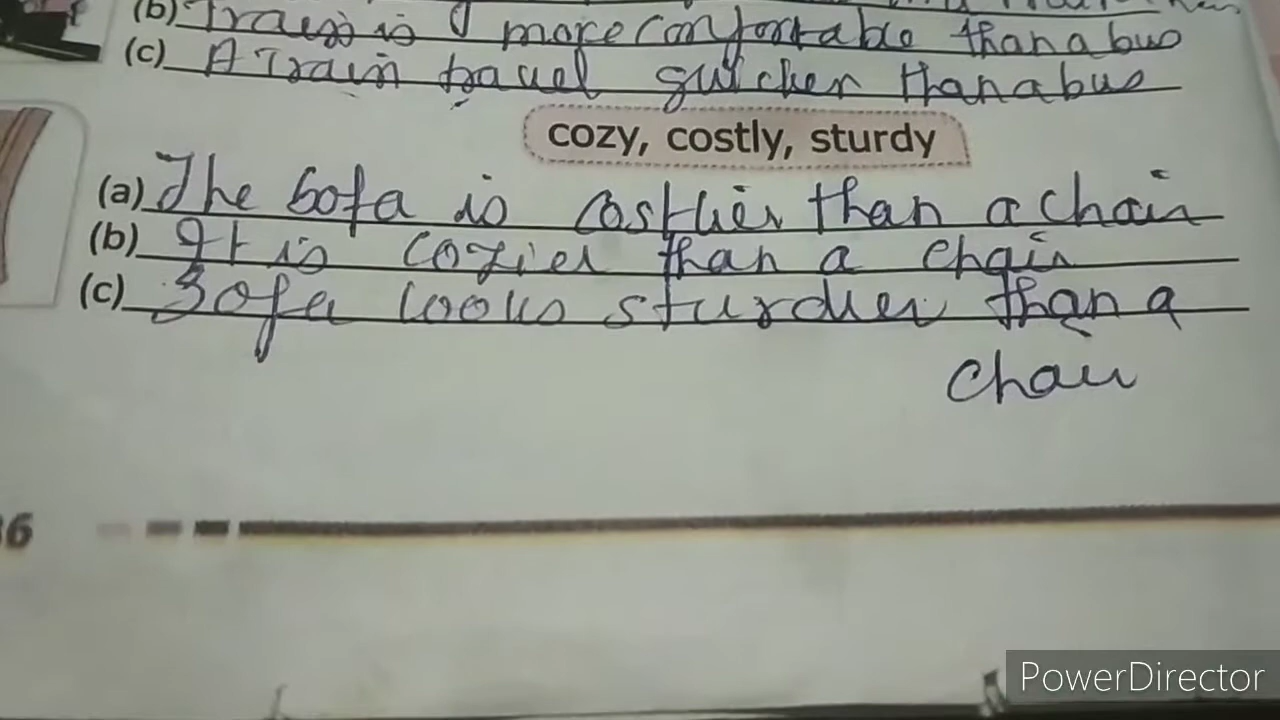 (b) Train is more comfortable than a bus
(c) A Train travel quicker than a bus
cozy, costly, sturdy
(a) The sofa is costlier than a chair
(b) It is cozier than a chair
(c) Sofa looks sturdier than a
chair
36
PowerDirector